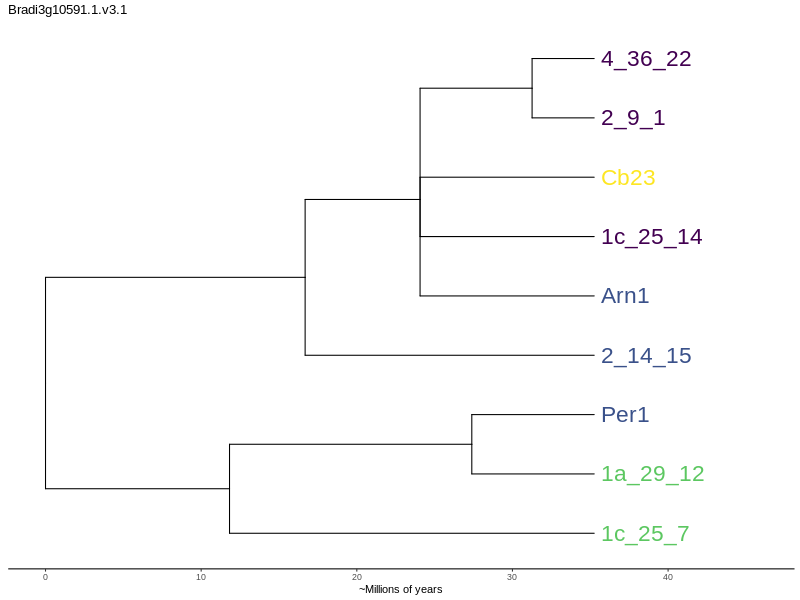 Bradi3g10591.1.v3.1
4_36_22
2_9_1
Cb23
1c_25_14
Arn1
2_14_15
Per1
1a_29_12
1c_25_7
0 10 20 30 40
~Millions of years